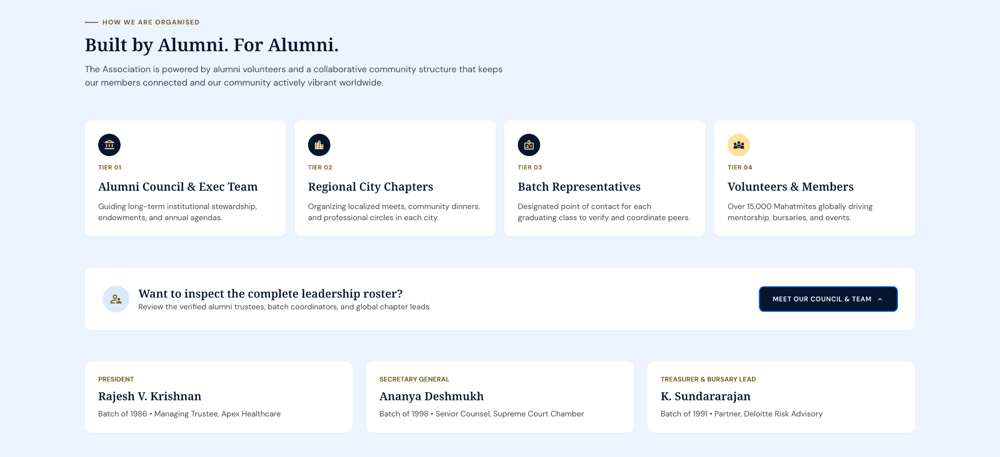 HOW WE ARE ORGANISED
Built by Alumni. For Alumni.
The Association is powered by alumni volunteers and a collaborative community structure that keeps
our members connected and our community actively vibrant worldwide.
TIER 01
Alumni Council & Exec Team
Guiding long-term institutional stewardship,
endowments, and annual agendas.
TIER 02
Regional City Chapters
Organizing localized meets, community dinners,
and professional circles in each city.
TIER 03
Batch Representatives
Designated point of contact for each
graduating class to verify and coordinate peers.
TIER 04
Volunteers & Members
Over 15,000 Mahatmites globally driving
mentorship, bursaries, and events.
Want to inspect the complete leadership roster?
Review the verified alumni trustees, batch coordinators, and global chapter leads.
MEET OUR COUNCIL & TEAM
PRESIDENT
Rajesh V. Krishnan
Batch of 1986 • Managing Trustee, Apex Healthcare
SECRETARY GENERAL
Ananya Deshmukh
Batch of 1998 • Senior Counsel, Supreme Court Chamber
TREASURER & BURSARY LEAD
K. Sundararajan
Batch of 1991 • Partner, Deloitte Risk Advisory